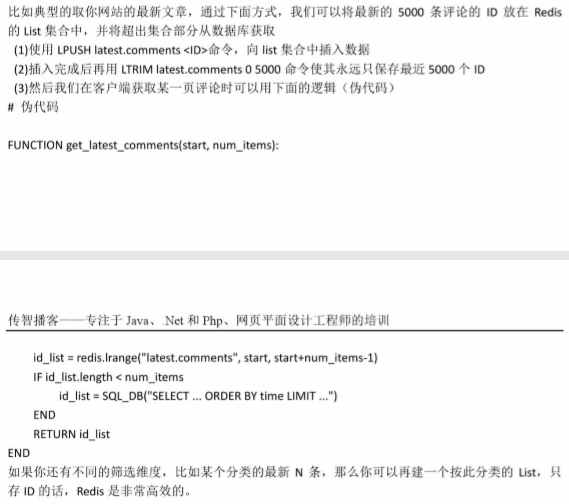 比如典型的取你网站的最新文章，通过下面方式，我们可以将最新的 5000 条评论的 ID 放在 Redis
的 List 集合中，并将超出集合部分从数据库获取
(1)使用 LPUSH latest.comments <ID>命令，向 list 集合中插入数据
(2)插入完成后再用 LTRIM latest.comments 0 5000 命令使其永远只保存最近 5000 个 ID
(3)然后我们在客户端获取某一页评论时可以用下面的逻辑（伪代码）
# 伪代码
FUNCTION get_latest_comments(start, num_items):
传智播客——专注于 Java、.Net 和 Php、网页平面设计工程师的培训
id_list = redis.lrange("latest.comments", start, start+num_items-1)
IF id_list.length < num_items
id_list = SQL_DB("SELECT ... ORDER BY time LIMIT ...")
END
RETURN id_list
END
如果你还有不同的筛选维度，比如某个分类的最新 N 条，那么你可以再建一个按此分类的 List，只
存 ID 的话，Redis 是非常高效的。